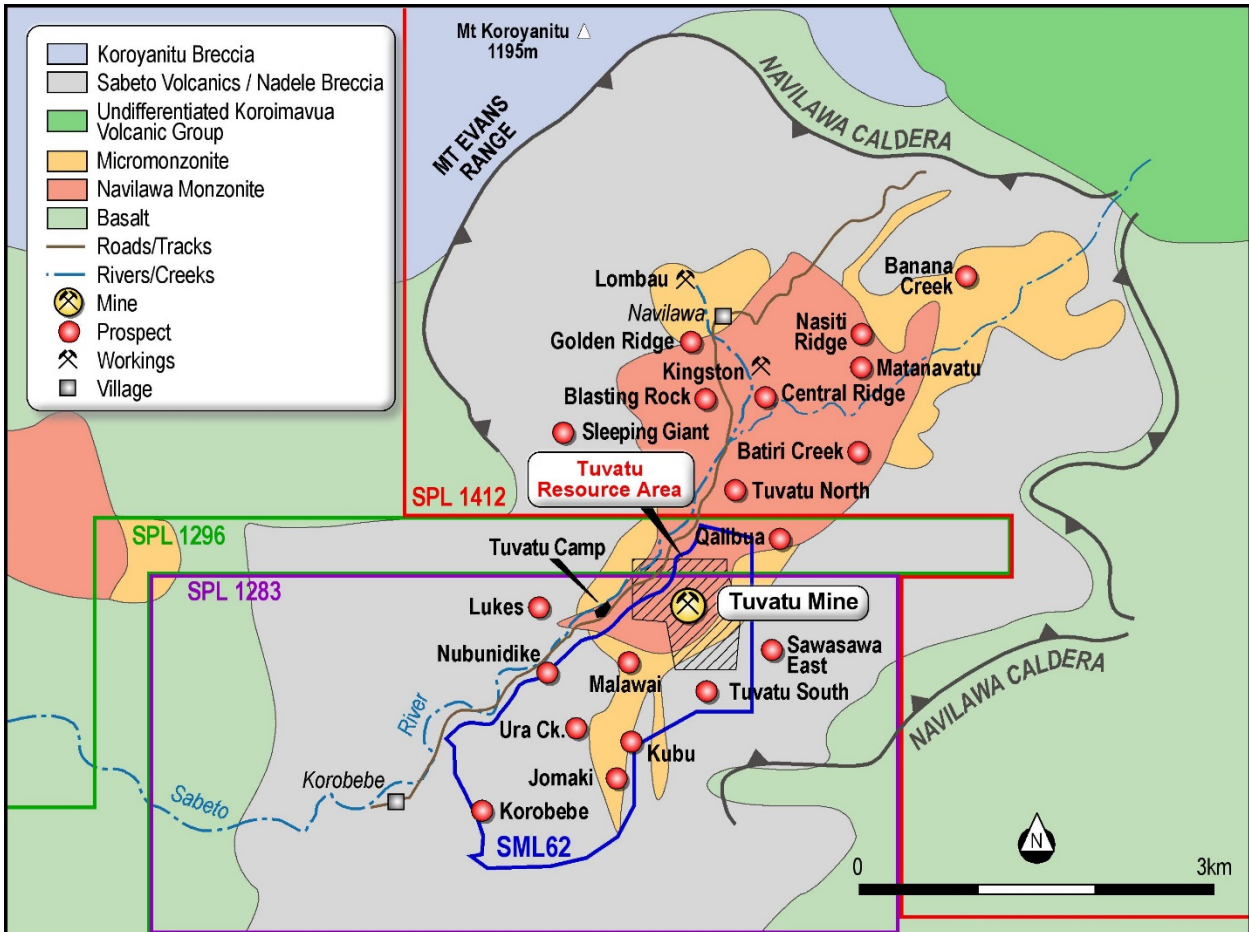 Koroyanitu Breccia
Sabeto Volcanics / Nadele Breccia
Undifferentiated Koroimavua
Volcanic Group
Micromonzonite
Navilawa Monzonite
Basalt
Roads/Tracks
Rivers/Creeks
Mine
Prospect
Workings
Village
Mt Koroyanitu
1195m
MT EVANS
RANGE
NAVILAWA CALDERA
Lombau
Navilawa
Banana
Creek
Golden Ridge
Nasiti
Ridge
Kingston
Matanavatu
Blasting Rock
Central Ridge
Sleeping Giant
Batiri Creek
Tuvatu
Resource Area
Tuvatu North
SPL 1412
SPL 1296
Qalibua
Tuvatu Camp
SPL 1283
Lukes
Tuvatu Mine
Nubunidike
Malawai
Sawasawa
East
Tuvatu South
NAVILAWA CALDERA
River
Ura Ck.
Kubu
Korobebe
Jomaki
Sabeto
Korobebe
SML62
N
0
3km